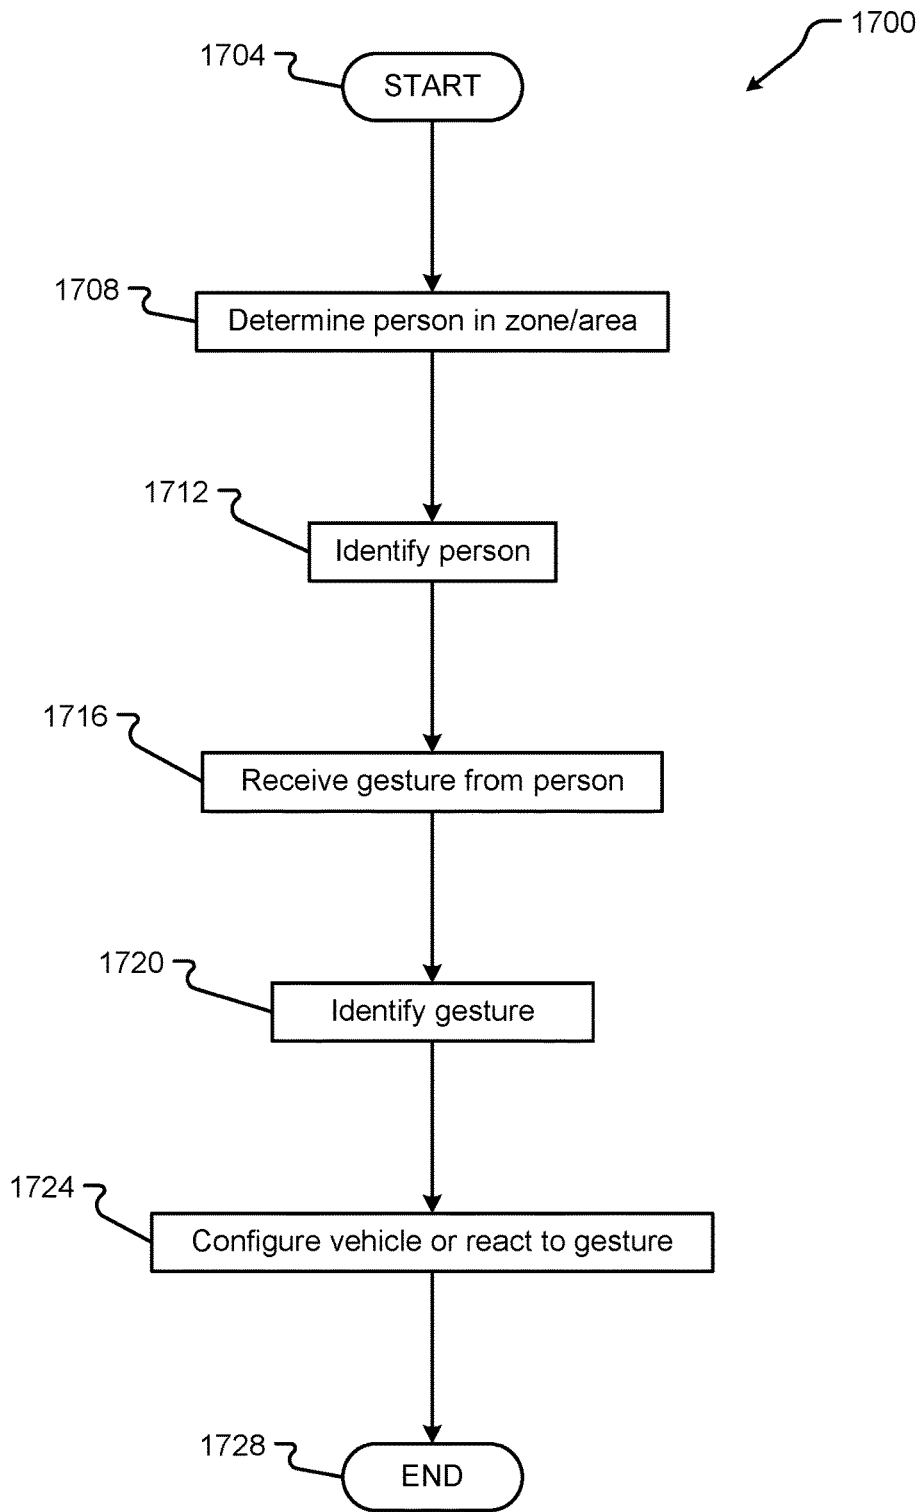 1700
1704
START
1708
Determine person in zone/area
1712
Identify person
1716
Receive gesture from person
1720
Identify gesture
1724
Configure vehicle or react to gesture
1728
END